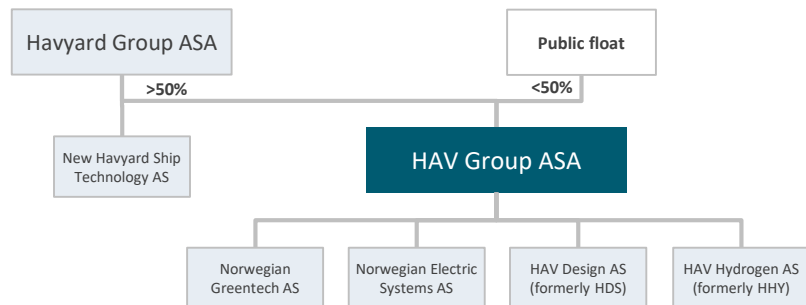 Havyard Group ASA
Public float
>50%
<50%
New Havyard Ship
Technology AS
HAV Group ASA
Norwegian
Greentech AS
Norwegian Electric
Systems AS
HAV Design AS
(formerly HDS)
HAV Hydrogen AS
(formerly HHY)